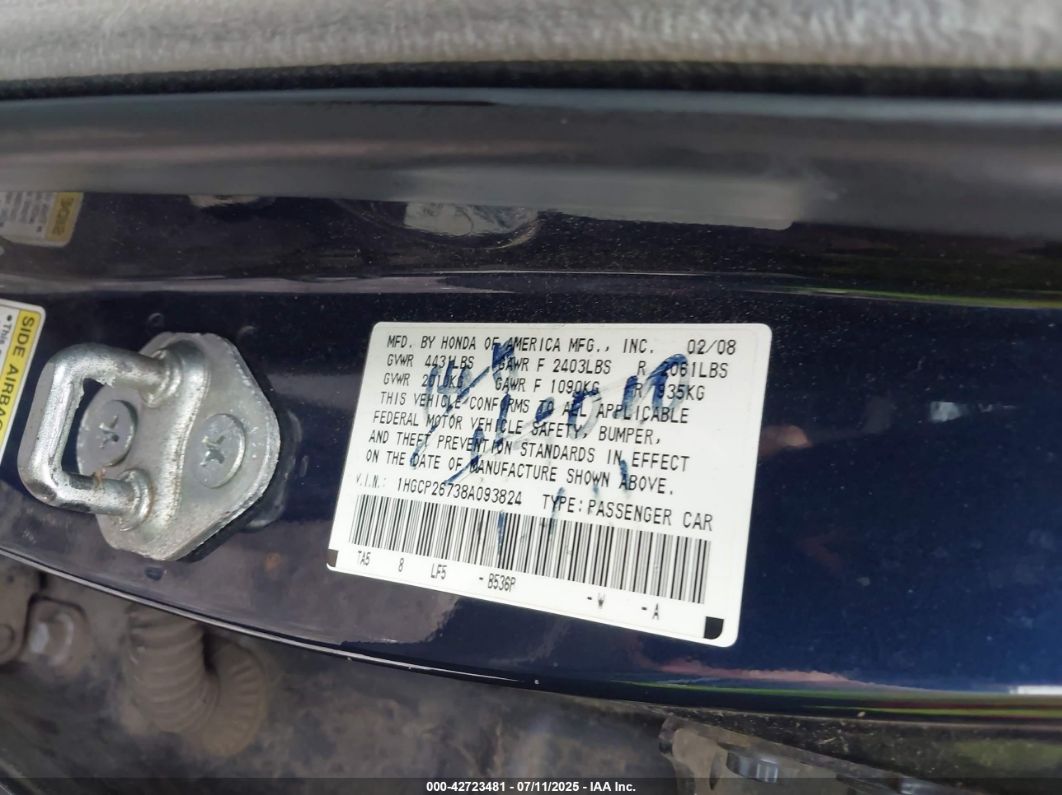 MFD. BY HONDA OF AMERICA MFG., INC. 02/08
GVWR 4431LBS GAWR F 2403LBS R 2061LBS
GVWR 2010KG GAWR F 1090KG R 935KG
THIS VEHICLE CONFORMS TO ALL APPLICABLE
FEDERAL MOTOR VEHICLE SAFETY, BUMPER,
AND THEFT PREVENTION STANDARDS IN EFFECT
ON THE DATE OF MANUFACTURE SHOWN ABOVE.
V.I.N.: 1HGCP26738A093824 TYPE:PASSENGER CAR
TA5 8 LF5 -B536P -W -A
SIDE AIRBAG
•This
000-42723481 - 07/11/2025 - IAA Inc.